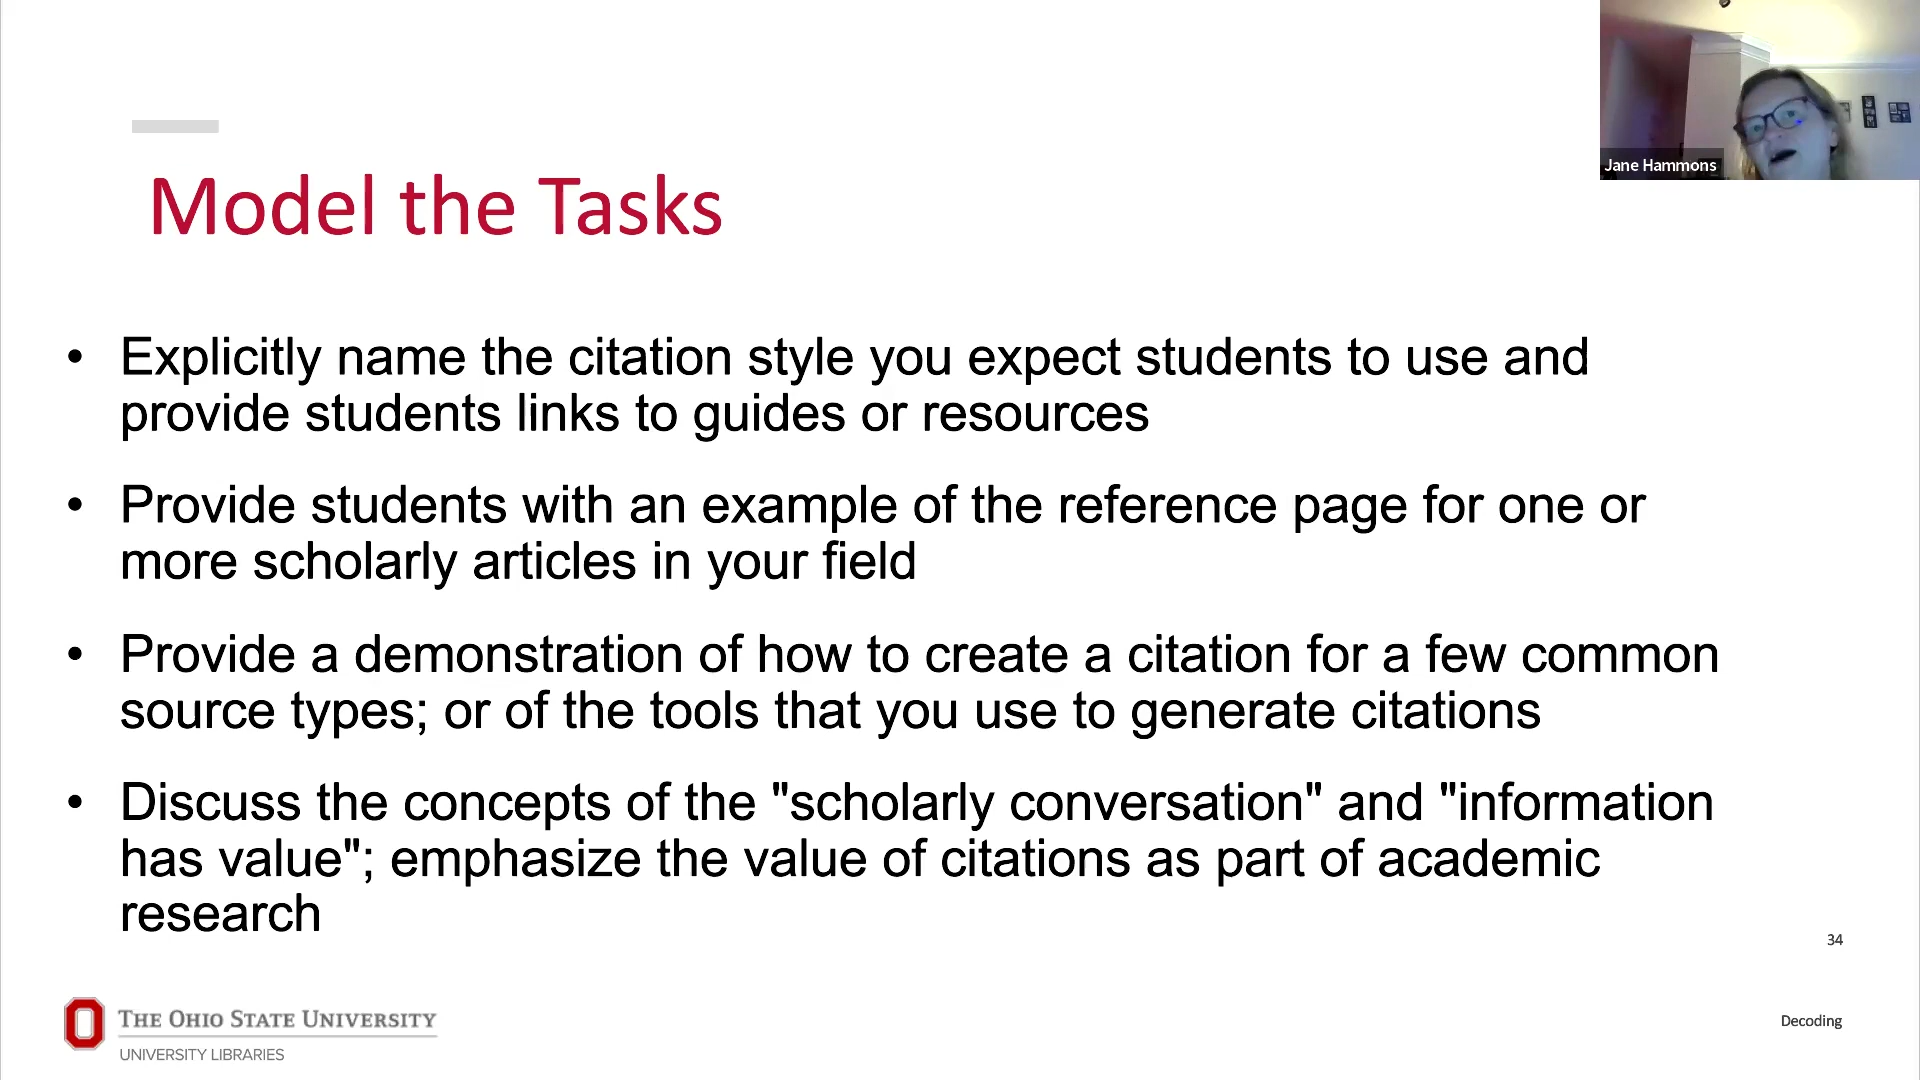 Jane Hammons
Model the Tasks
• Explicitly name the citation style you expect students to use and
provide students links to guides or resources
• Provide students with an example of the reference page for one or
more scholarly articles in your field
• Provide a demonstration of how to create a citation for a few common
source types; or of the tools that you use to generate citations
• Discuss the concepts of the "scholarly conversation" and "information
has value"; emphasize the value of citations as part of academic
research
34
THE OHIO STATE UNIVERSITY
UNIVERSITY LIBRARIES
Decoding